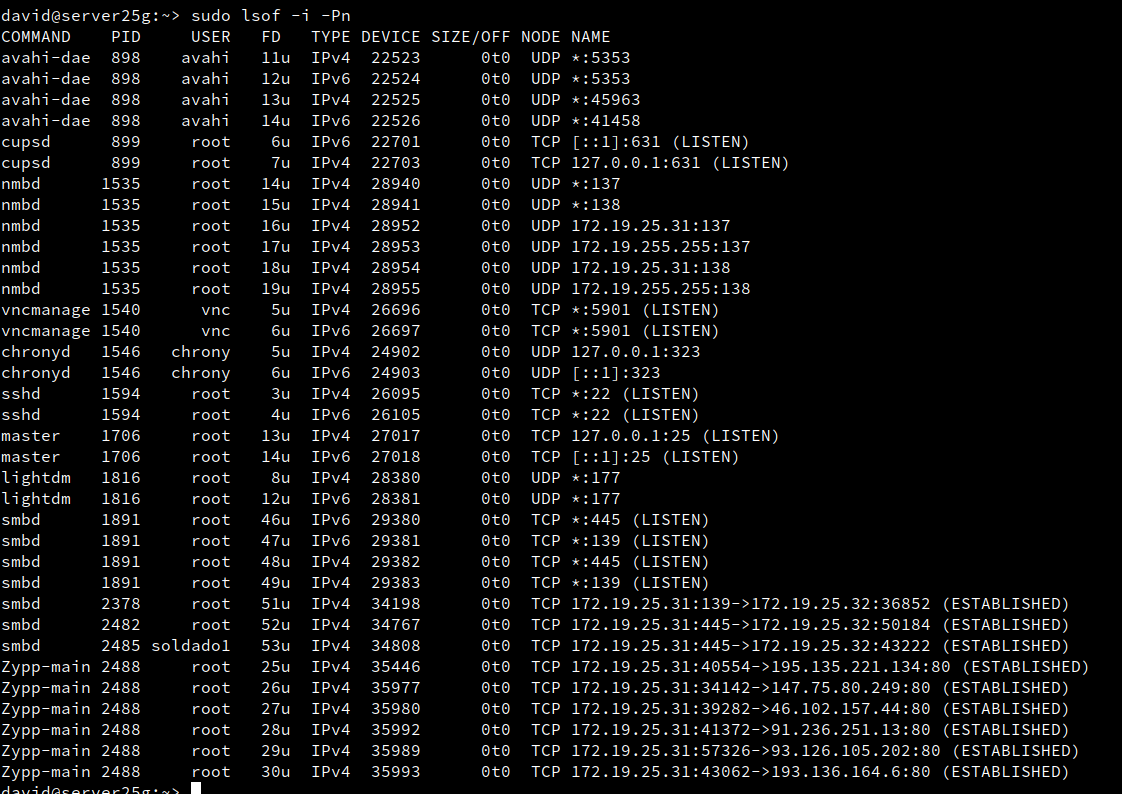 david@server25g:~> sudo lsof -i -Pn
COMMAND    PID     USER   FD   TYPE DEVICE SIZE/OFF NODE NAME
avahi-dae  898    avahi   11u  IPv4  22523      0t0  UDP *:5353
avahi-dae  898    avahi   12u  IPv6  22524      0t0  UDP *:5353
avahi-dae  898    avahi   13u  IPv4  22525      0t0  UDP *:45963
avahi-dae  898    avahi   14u  IPv6  22526      0t0  UDP *:41458
cupsd      899     root    6u  IPv6  22701      0t0  TCP [::1]:631 (LISTEN)
cupsd      899     root    7u  IPv4  22703      0t0  TCP 127.0.0.1:631 (LISTEN)
nmbd      1535     root   14u  IPv4  28940      0t0  UDP *:137
nmbd      1535     root   15u  IPv4  28941      0t0  UDP *:138
nmbd      1535     root   16u  IPv4  28952      0t0  UDP 172.19.25.31:137
nmbd      1535     root   17u  IPv4  28953      0t0  UDP 172.19.255.255:137
nmbd      1535     root   18u  IPv4  28954      0t0  UDP 172.19.25.31:138
nmbd      1535     root   19u  IPv4  28955      0t0  UDP 172.19.255.255:138
vncmanage 1540      vnc    5u  IPv4  26696      0t0  TCP *:5901 (LISTEN)
vncmanage 1540      vnc    6u  IPv6  26697      0t0  TCP *:5901 (LISTEN)
chronyd   1546   chrony    5u  IPv4  24902      0t0  UDP 127.0.0.1:323
chronyd   1546   chrony    6u  IPv6  24903      0t0  UDP [::1]:323
sshd      1594     root    3u  IPv4  26095      0t0  TCP *:22 (LISTEN)
sshd      1594     root    4u  IPv6  26105      0t0  TCP *:22 (LISTEN)
master    1706     root   13u  IPv4  27017      0t0  TCP 127.0.0.1:25 (LISTEN)
master    1706     root   14u  IPv6  27018      0t0  TCP [::1]:25 (LISTEN)
lightdm   1816     root    8u  IPv4  28380      0t0  UDP *:177
lightdm   1816     root   12u  IPv6  28381      0t0  UDP *:177
smbd      1891     root   46u  IPv6  29380      0t0  TCP *:445 (LISTEN)
smbd      1891     root   47u  IPv6  29381      0t0  TCP *:139 (LISTEN)
smbd      1891     root   48u  IPv4  29382      0t0  TCP *:445 (LISTEN)
smbd      1891     root   49u  IPv4  29383      0t0  TCP *:139 (LISTEN)
smbd      2378     root   51u  IPv4  34198      0t0  TCP 172.19.25.31:139->172.19.25.32:36852 (ESTABLISHED)
smbd      2482     root   52u  IPv4  34767      0t0  TCP 172.19.25.31:445->172.19.25.32:50184 (ESTABLISHED)
smbd      2485 soldado1   53u  IPv4  34808      0t0  TCP 172.19.25.31:445->172.19.25.32:43222 (ESTABLISHED)
Zypp-main 2488     root   25u  IPv4  35446      0t0  TCP 172.19.25.31:40554->195.135.221.134:80 (ESTABLISHED)
Zypp-main 2488     root   26u  IPv4  35977      0t0  TCP 172.19.25.31:34142->147.75.80.249:80 (ESTABLISHED)
Zypp-main 2488     root   27u  IPv4  35980      0t0  TCP 172.19.25.31:39282->46.102.157.44:80 (ESTABLISHED)
Zypp-main 2488     root   28u  IPv4  35992      0t0  TCP 172.19.25.31:41372->91.236.251.13:80 (ESTABLISHED)
Zypp-main 2488     root   29u  IPv4  35989      0t0  TCP 172.19.25.31:57326->93.126.105.202:80 (ESTABLISHED)
Zypp-main 2488     root   30u  IPv4  35993      0t0  TCP 172.19.25.31:43062->193.136.164.6:80 (ESTABLISHED)
david@server25g:~>